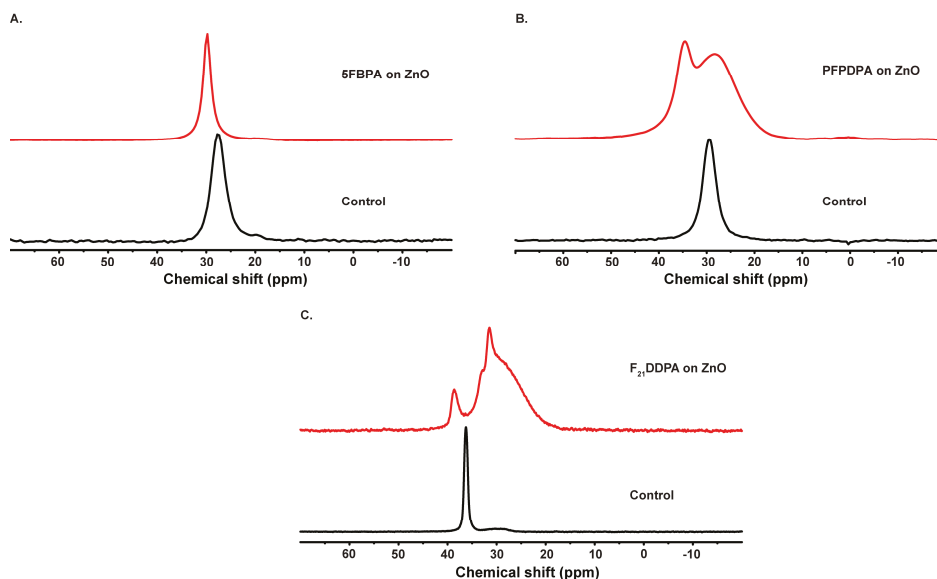 A.
5FBPA on ZnO
Control
60 50 40 30 20 10 0 -10
Chemical shift (ppm)
B.
PFPDPA on ZnO
Control
60 50 40 30 20 10 0 -10
Chemical shift (ppm)
C.
F₂₁DDPA on ZnO
Control
60 50 40 30 20 10 0 -10
Chemical shift (ppm)